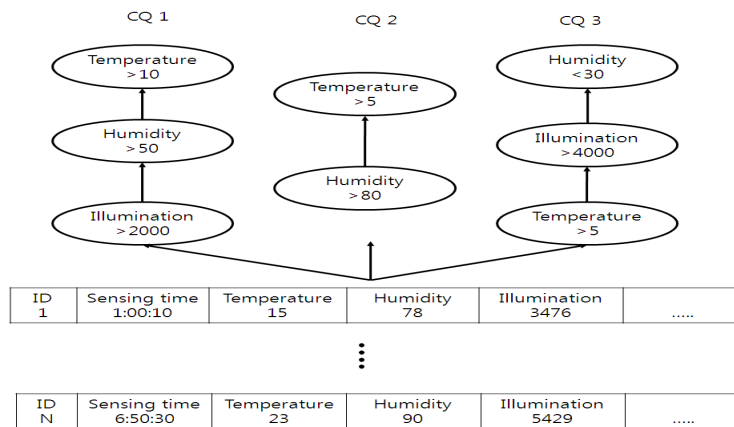 CQ 1
CQ 2
CQ 3
Temperature
>10
Humidity
>50
Illumination
>2000
Temperature
>5
Humidity
>80
Humidity
<30
Illumination
>4000
Temperature
>5
ID Sensing time Temperature Humidity Illumination
1 1:00:10 15 78 3476 .....
ID Sensing time Temperature Humidity Illumination
N 6:50:30 23 90 5429 .....